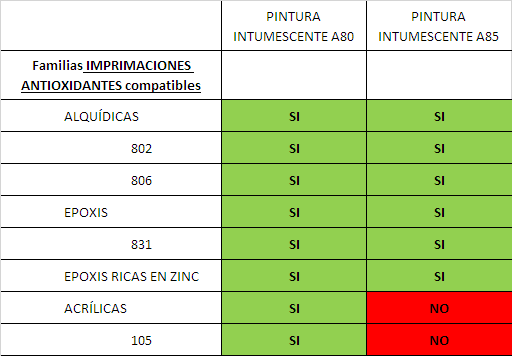 PINTURA INTUMESCENTE A80 PINTURA INTUMESCENTE A85
Familias IMPRIMACIONES ANTIOXIDANTES compatibles
ALQUÍDICAS SI SI
802 SI SI
806 SI SI
EPOXIS SI SI
831 SI SI
EPOXIS RICAS EN ZINC SI SI
ACRÍLICAS SI NO
105 SI NO